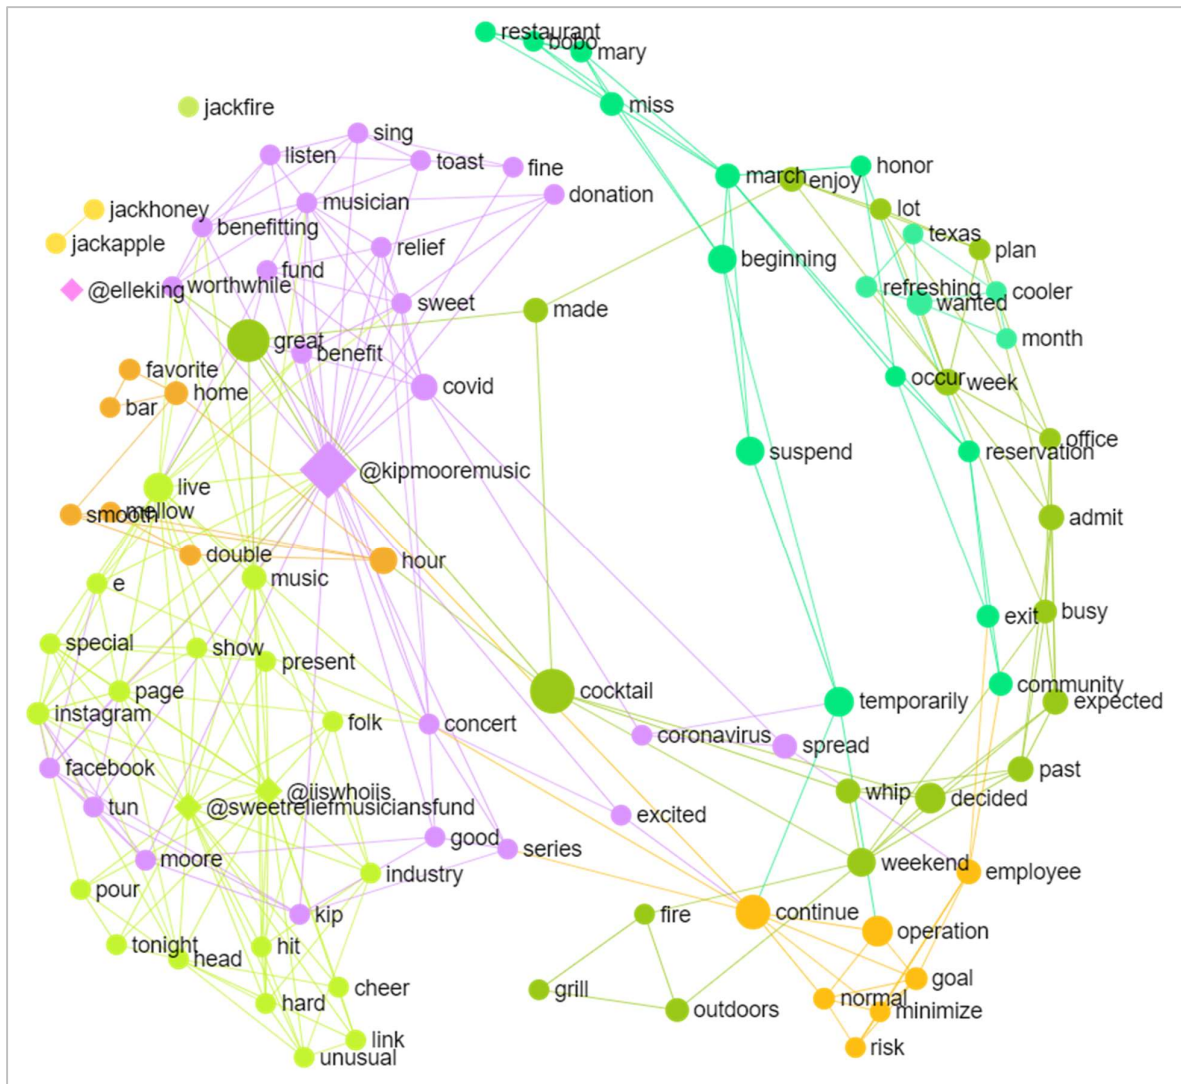 restaurant
bobo
mary
miss
jackfire
sing
listen
toast
fine
march
honor
enjoy
donation
musician
jackhoney
benefitting
lot
texas
jackapple
relief
plan
beginning
fund
@elleking
worthwhile
refreshing
cooler
sweet
wanted
made
great
month
benefit
favorite
home
covid
occur
week
bar
office
suspend
reservation
@kipmooremusic
live
smooth
mellow
admit
double
hour
music
e
busy
exit
special
show
present
page
cocktail
community
instagram
folk
concert
temporarily
expected
coronavirus
spread
facebook
past
@iiswhoiis
whip
decided
tun
@sweetreliefmusiciansfund
excited
good
series
moore
weekend
industry
employee
pour
kip
fire
continue
operation
tonight
hit
head
goal
cheer
grill
normal
hard
outdoors
minimize
link
risk
unusual